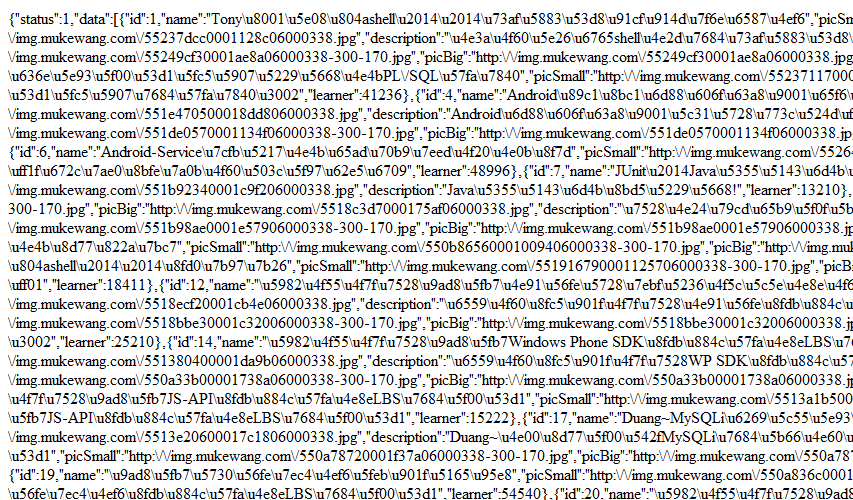 {"status":1,"data":[{"id":1,"name":"Tony\u8001\u5e08\u804ashell\u2014\u2014\u73af\u5883\u53d8\u91cf\u914d\u7f6e\u6587\u4ef6","picSm
\/img.mukewang.com\/55237dcc0001128c06000338.jpg","description":"\u4e3a\u4f60\u5e26\u6765shell\u4e2d\u7684\u73af\u5883\u53d8\u
\/img.mukewang.com\/55249cf30001ae8a06000338-300-170.jpg","picBig":"http:\/\/img.mukewang.com\/55249cf30001ae8a06000338.jpg
\u636e\u5e93\u5f00\u53d1\u5fc5\u5907\u5229\u5668\u4e4bPL\/SQL\u57fa\u7840","picSmall":"http:\/\/img.mukewang.com\/552371170000
\u53d1\u5fc5\u5907\u7684\u57fa\u7840\u3002","learner":41236},{"id":4,"name":"Android\u89c1\u8bc1\u6d88\u606f\u63a8\u9001\u65f6\u
\/img.mukewang.com\/551e470500018dd806000338.jpg","description":"Android\u6d88\u606f\u63a8\u9001\u5c31\u5728\u773c\u524d\uf
\/img.mukewang.com\/551de0570001134f06000338-300-170.jpg","picBig":"http:\/\/img.mukewang.com\/551de0570001134f06000338.jp
{"id":6,"name":"Android-Service\u7cfb\u5217\u4e4b\u65ad\u70b9\u7eed\u4f20\u4e0b\u8f7d","picSmall":"http:\/\/img.mukewang.com\/55264
\uff1f\u672c\u7ae0\u8bfe\u7a0b\u4f60\u503c\u5f97\u62e5\u6709","learner":48996},{"id":7,"name":"JUnit\u2014Java\u5355\u5143\u6d4b\u
\/img.mukewang.com\/551b92340001c9f206000338.jpg","description":"Java\u5355\u5143\u6d4b\u8bd5\u5229\u5668!","learner":13210},
300-170.jpg","picBig":"http:\/\/img.mukewang.com\/5518c3d7000175af06000338.jpg","description":"\u7528\u4e24\u79cd\u65b9\u5f0f\u5b
\/img.mukewang.com\/551b98ae0001e57906000338-300-170.jpg","picBig":"http:\/\/img.mukewang.com\/551b98ae0001e57906000338.jp
\u4e4b\u8d77\u822a\u7bc7","picSmall":"http:\/\/img.mukewang.com\/550b86560001009406000338-300-170.jpg","picBig":"http:\/\/img.mu
\u804ashell\u2014\u2014\u8fd0\u7b97\u7b26","picSmall":"http:\/\/img.mukewang.com\/551916790001125706000338-300-170.jpg","picB
\uff01","learner":18411},{"id":12,"name":"\u5982\u4f55\u4f7f\u7528\u9ad8\u5fb7\u4e91\u56fe\u5728\u7ebf\u5236\u4f5c\u5c5e\u4e8e\u4f6
\/img.mukewang.com\/5518ecf20001cb4e06000338.jpg","description":"\u6559\u4f60\u8fc5\u901f\u4f7f\u7528\u4e91\u56fe\u8fdb\u884c\u
\/img.mukewang.com\/5518bbe30001c32006000338-300-170.jpg","picBig":"http:\/\/img.mukewang.com\/5518bbe30001c32006000338.jp
\u3002","learner":25210},{"id":14,"name":"\u5982\u4f55\u4f7f\u7528\u9ad8\u5fb7Windows Phone SDK\u8fdb\u884c\u57fa\u4e8eLBS\u7
\/img.mukewang.com\/551380400001da9b06000338.jpg","description":"\u6559\u4f60\u8fc5\u901f\u4f7f\u7528WP SDK\u8fdb\u884c\u57
\/img.mukewang.com\/550a33b00001738a06000338-300-170.jpg","picBig":"http:\/\/img.mukewang.com\/550a33b00001738a06000338.jp
\u4f7f\u7528\u9ad8\u5fb7JS-API\u8fdb\u884c\u57fa\u4e8eLBS\u7684\u5f00\u53d1","picSmall":"http:\/\/img.mukewang.com\/5513a1b500
\u5fb7JS-API\u8fdb\u884c\u57fa\u4e8eLBS\u7684\u5f00\u53d1","learner":15222},{"id":17,"name":"Duang~MySQLi\u6269\u5c55\u5e93
\/img.mukewang.com\/5513e20600017c1806000338.jpg","description":"Duang~\u4e00\u8d77\u5f00\u542fMySQLi\u7684\u5b66\u4e60\u
\u53d1","picSmall":"http:\/\/img.mukewang.com\/550a78720001f37a06000338-300-170.jpg","picBig":"http:\/\/img.mukewang.com\/550a787
{"id":19,"name":"\u9ad8\u5fb7\u5730\u56fe\u7ec4\u4ef6\u5feb\u901f\u5165\u95e8","picSmall":"http:\/\/img.mukewang.com\/550a836c0001
\u56fe\u7ec4\u4ef6\u8fdb\u884c\u57fa\u4e8eLBS\u7684\u5f00\u53d1","learner":54540},{"id":20,"name":"\u5982\u4f55\u4f7f\u7528\u9ad8